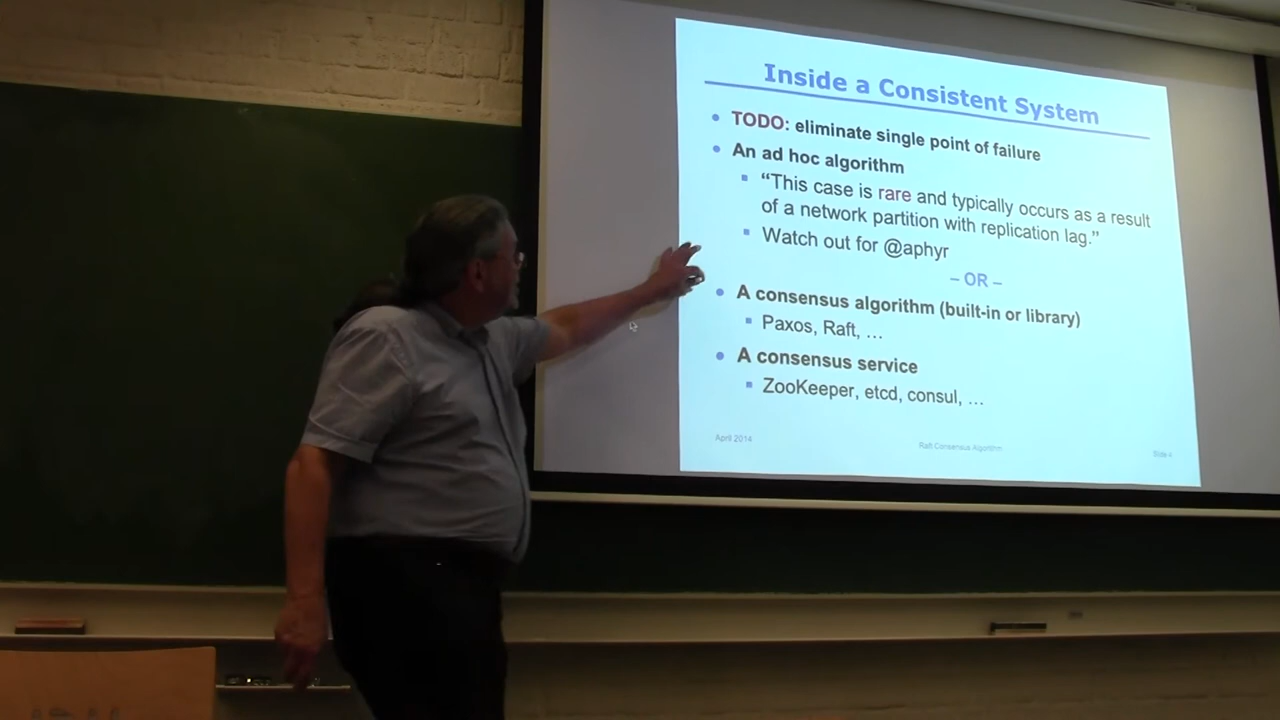 Inside a Consistent System
TODO: eliminate single point of failure
An ad hoc algorithm
“This case is rare and typically occurs as a result
of a network partition with replication lag.”
Watch out for @aphyr
– OR –
A consensus algorithm (built-in or library)
Paxos, Raft, …
A consensus service
ZooKeeper, etcd, consul, …
April 2014
Raft Consensus Algorithm
Slide 4